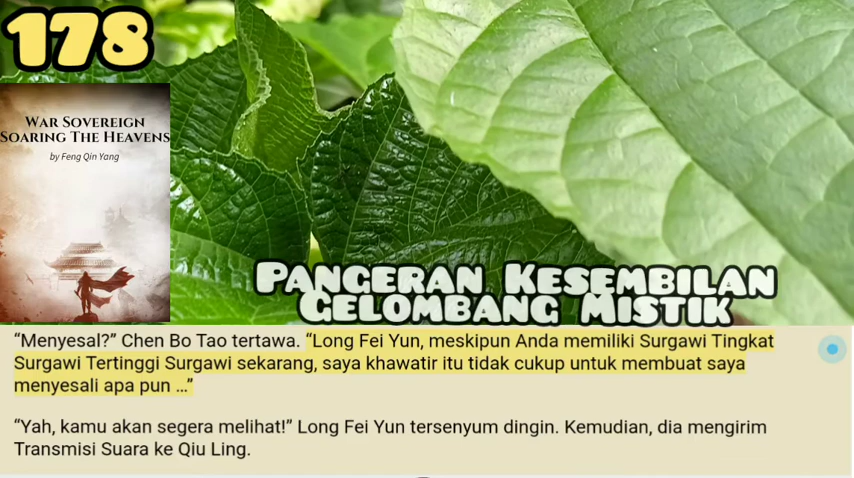 178
WAR SOVEREIGN
SOARING THE HEAVENS
by Feng Qin Yang
PANGERAN KESEMBILAN
GELOMBANG MISTIK
“Menyesal?” Chen Bo Tao tertawa. “Long Fei Yun, meskipun Anda memiliki Surgawi Tingkat
Surgawi Tertinggi Surgawi sekarang, saya khawatir itu tidak cukup untuk membuat saya
menyesali apa pun ...”
“Yah, kamu akan segera melihat!” Long Fei Yun tersenyum dingin. Kemudian, dia mengirim
Transmisi Suara ke Qiu Ling.